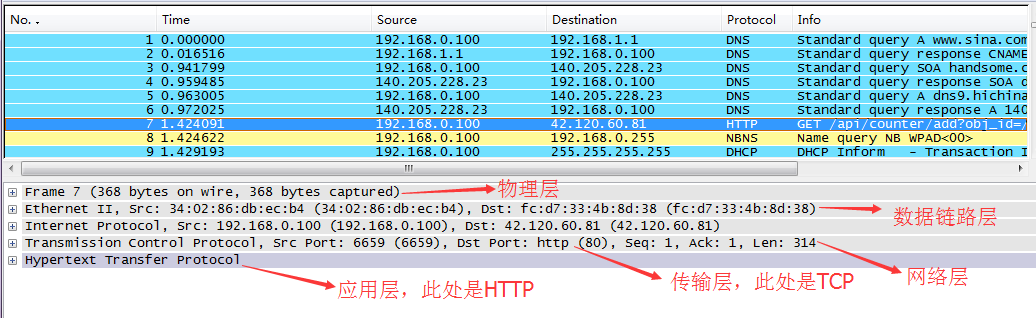 No. . Time Source Destination Protocol Info
1 0.000000 192.168.0.100 192.168.1.1 DNS Standard query A www.sina.com
2 0.016516 192.168.1.1 192.168.0.100 DNS Standard query response CNAME
3 0.941799 192.168.0.100 140.205.228.23 DNS Standard query SOA handsome.c
4 0.959485 140.205.228.23 192.168.0.100 DNS Standard query response SOA d
5 0.963005 192.168.0.100 140.205.228.23 DNS Standard query A dns9.hichina
6 0.972025 140.205.228.23 192.168.0.100 DNS Standard query response A 140
7 1.424091 192.168.0.100 42.120.60.81 HTTP GET /api/counter/add?obj_id=/
8 1.424622 192.168.0.100 192.168.0.255 NBNS Name query NB WPAD<00>
9 1.429193 192.168.0.100 255.255.255.255 DHCP DHCP Inform - Transaction I
Frame 7 (368 bytes on wire, 368 bytes captured) 物理层
Ethernet II, Src: 34:02:86:db:ec:b4 (34:02:86:db:ec:b4), Dst: fc:d7:33:4b:8d:38 (fc:d7:33:4b:8d:38) 数据链路层
Internet Protocol, Src: 192.168.0.100 (192.168.0.100), Dst: 42.120.60.81 (42.120.60.81)
Transmission Control Protocol, Src Port: 6659 (6659), Dst Port: http (80), Seq: 1, Ack: 1, Len: 314
Hypertext Transfer Protocol
应用层，此处是HTTP 传输层，此处是TCP 网络层